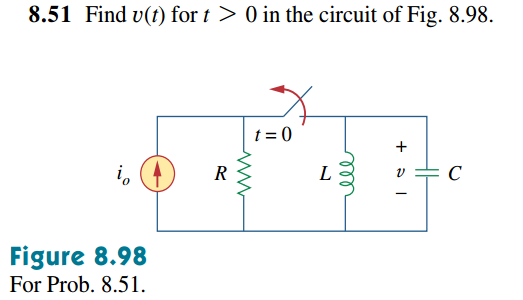 8.51 Find v(t) for t > 0 in the circuit of Fig. 8.98.
t = 0
+
i_o R L v C
−
Figure 8.98
For Prob. 8.51.